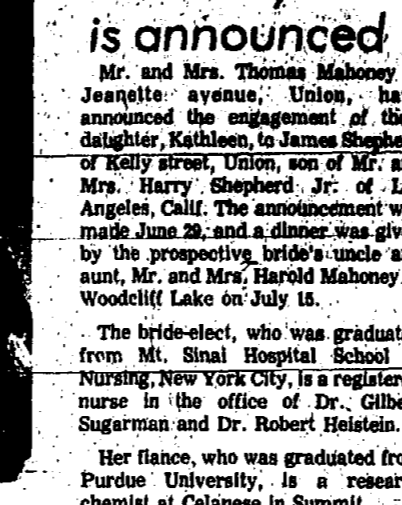 is announced
Mr. and Mrs. Thomas Mahoney
Jeanette avenue, Union, ha
announced the engagement of the
daughter, Kathleen, to James Shephe
of Kelly street, Union, son of Mr. a
Mrs. Harry Shepherd Jr. of L
Angeles, Calif. The announcement w
made June 29, and a dinner was giv
by the prospective bride's uncle a
aunt, Mr. and Mrs. Harold Mahoney
Woodcliff Lake on July 15.
The bride-elect, who was graduat
from Mt. Sinai Hospital School
Nursing, New York City, is a register
nurse in the office of Dr. Gilbe
Sugarman and Dr. Robert Heistein.
Her fiance, who was graduated fro
Purdue University, is a resear
chemist at Celanese in Summit.